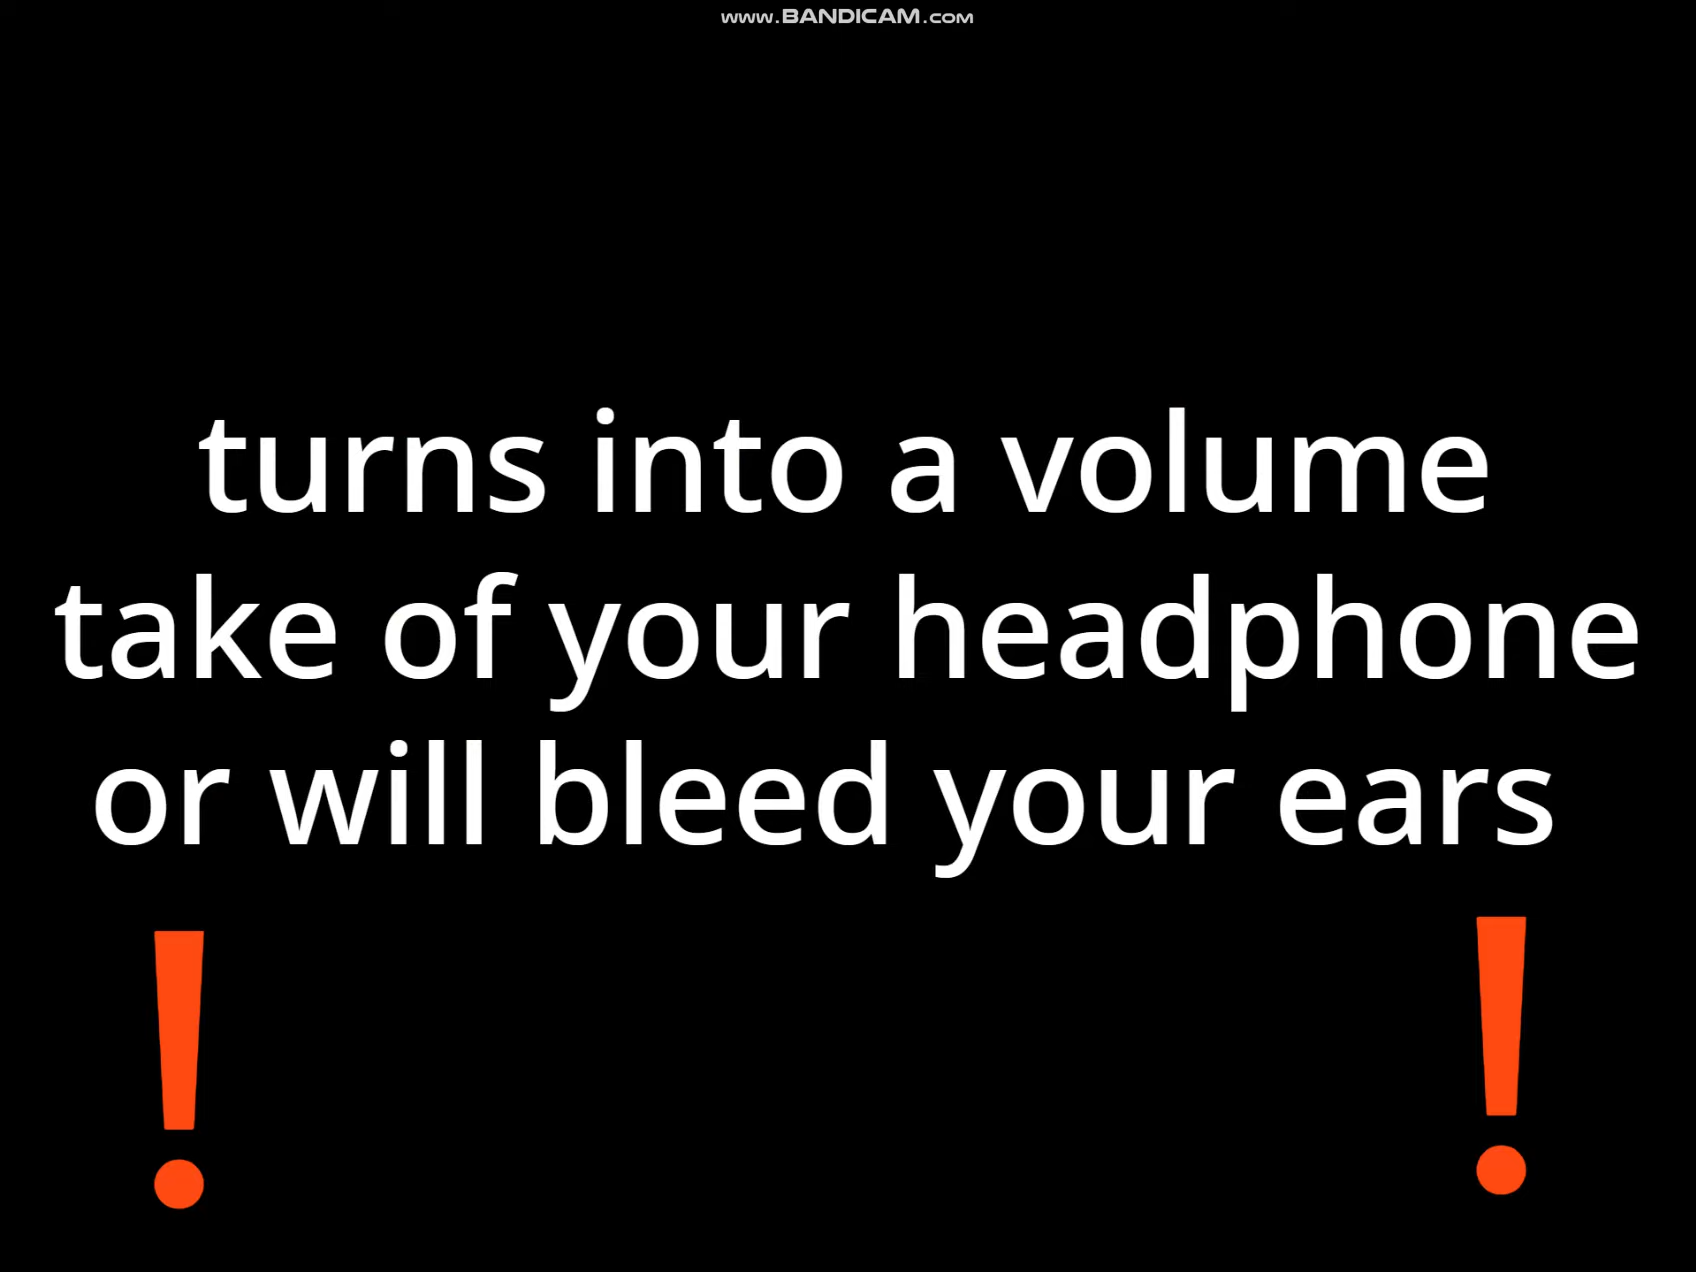 www.BANDICAM.com
turns into a volume
take of your headphone
or will bleed your ears
! !